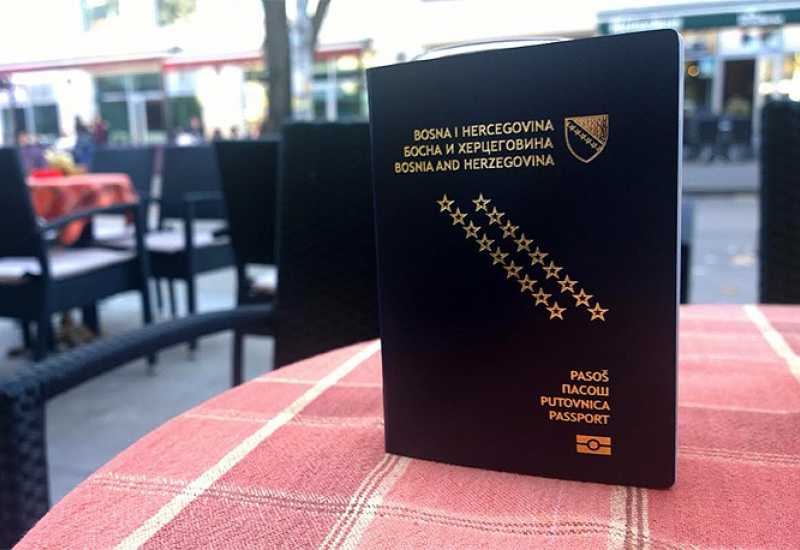 BOSNA I HERCEGOVINA
БОСНА И ХЕРЦЕГОВИНА
BOSNIA AND HERZEGOVINA
PASOŠ
ПАСОШ
PUTOVNICA
PASSPORT